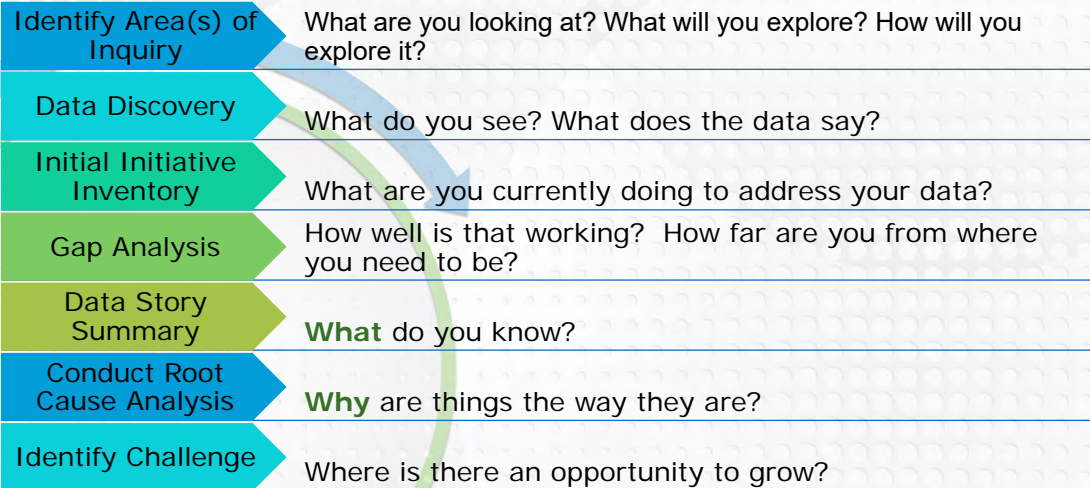 Identify Area(s) of
Inquiry
What are you looking at? What will you explore? How will you
explore it?
Data Discovery
What do you see? What does the data say?
Initial Initiative
Inventory
What are you currently doing to address your data?
Gap Analysis
How well is that working?  How far are you from where
you need to be?
Data Story
Summary
What do you know?
Conduct Root
Cause Analysis
Why are things the way they are?
Identify Challenge
Where is there an opportunity to grow?